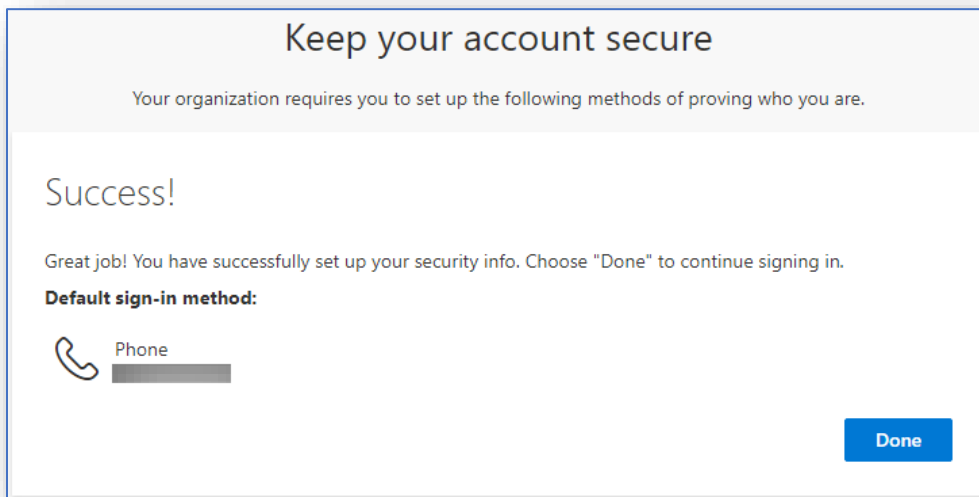 Keep your account secure
Your organization requires you to set up the following methods of proving who you are.
Success!
Great job! You have successfully set up your security info. Choose "Done" to continue signing in.
Default sign-in method:
Phone
Done